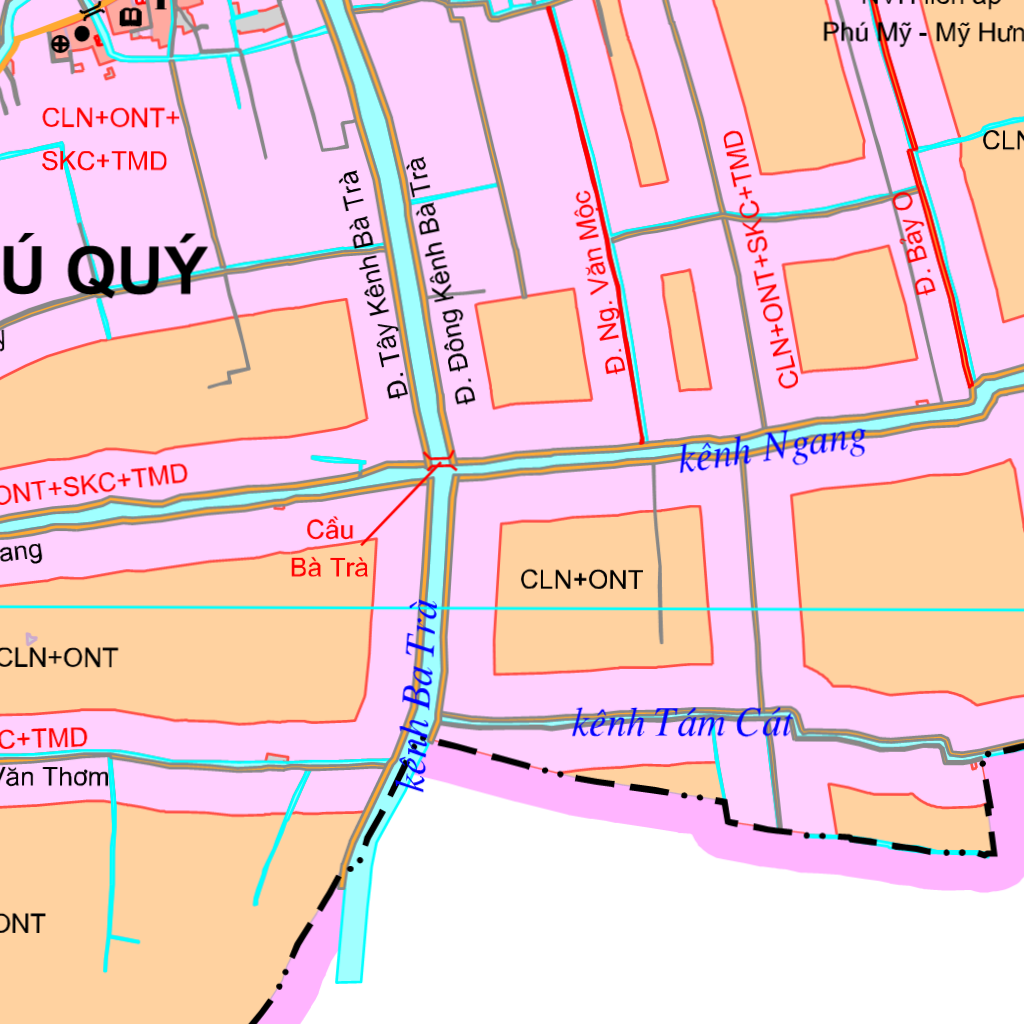 Phú Mỹ - Mỹ Hưn
CLN+ONT+
SKC+TMD
CLN
Ú QUÝ
Đ. Tây Kênh Bà Trà
Đ. Đông Kênh Bà Trà
Đ. Ng. Văn Mộc
CLN+ONT+SKC+TMD
Đ. Bảy O
kênh Ngang
ONT+SKC+TMD
ang
Cầu
Bà Trà
CLN+ONT
CLN+ONT
kênh Ba Trà
kênh Tám Cát
C+TMD
Văn Thơm
ONT